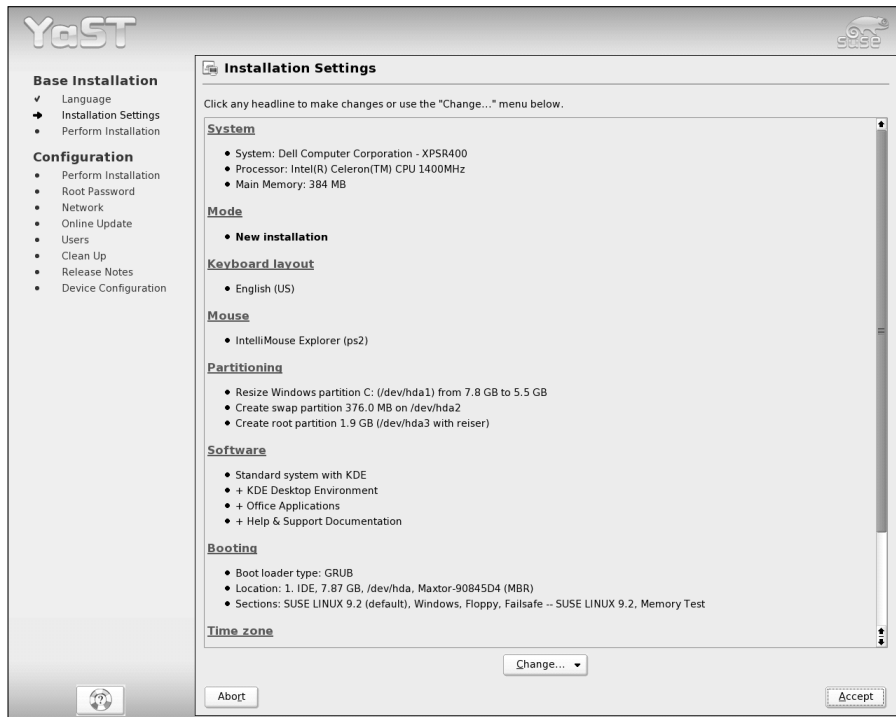 YaST
suse
Base Installation
Language
Installation Settings
Perform Installation
Configuration
Perform Installation
Root Password
Network
Online Update
Users
Clean Up
Release Notes
Device Configuration
Installation Settings
Click any headline to make changes or use the "Change..." menu below.
System
• System: Dell Computer Corporation - XPSR400
• Processor: Intel(R) Celeron(TM) CPU 1400MHz
• Main Memory: 384 MB
Mode
• New installation
Keyboard layout
• English (US)
Mouse
• IntelliMouse Explorer (ps2)
Partitioning
• Resize Windows partition C: (/dev/hda1) from 7.8 GB to 5.5 GB
• Create swap partition 376.0 MB on /dev/hda2
• Create root partition 1.9 GB (/dev/hda3 with reiser)
Software
• Standard system with KDE
• + KDE Desktop Environment
• + Office Applications
• + Help & Support Documentation
Booting
• Boot loader type: GRUB
• Location: 1. IDE, 7.87 GB, /dev/hda, Maxtor-90845D4 (MBR)
• Sections: SUSE LINUX 9.2 (default), Windows, Floppy, Failsafe -- SUSE LINUX 9.2, Memory Test
Time zone
Change...
Abort
Accept